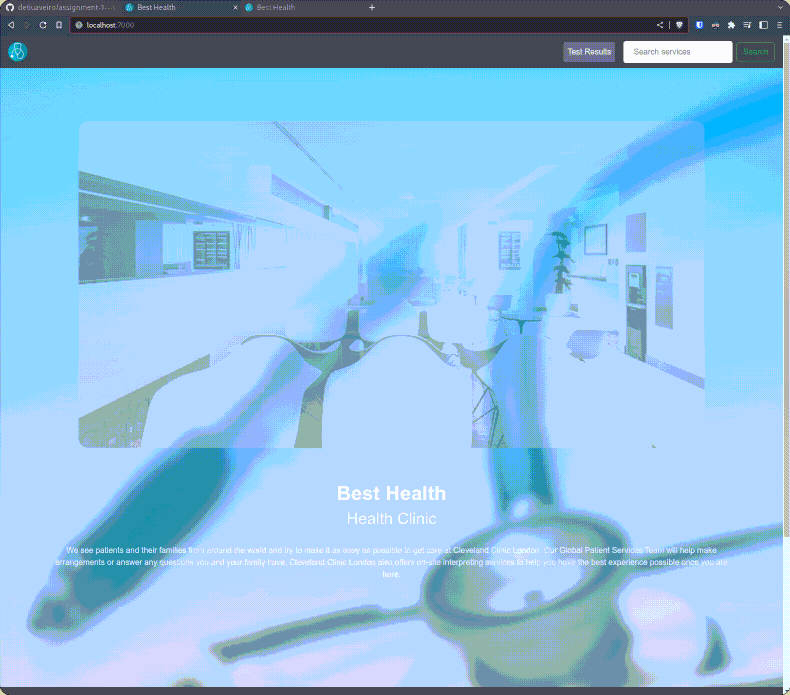 detiuaveiro/assignment-1---s
Best Health
Best Health
localhost:7000
Test Results
Search services
Search
Best Health
Health Clinic
We see patients and their families from around the world and try to make it as easy as possible to get care at Cleveland Clinic London. Our Global Patient Services Team will help make
arrangements or answer any questions you and your family have. Cleveland Clinic London also offers on-site interpreting services to help you have the best experience possible once you are
here.